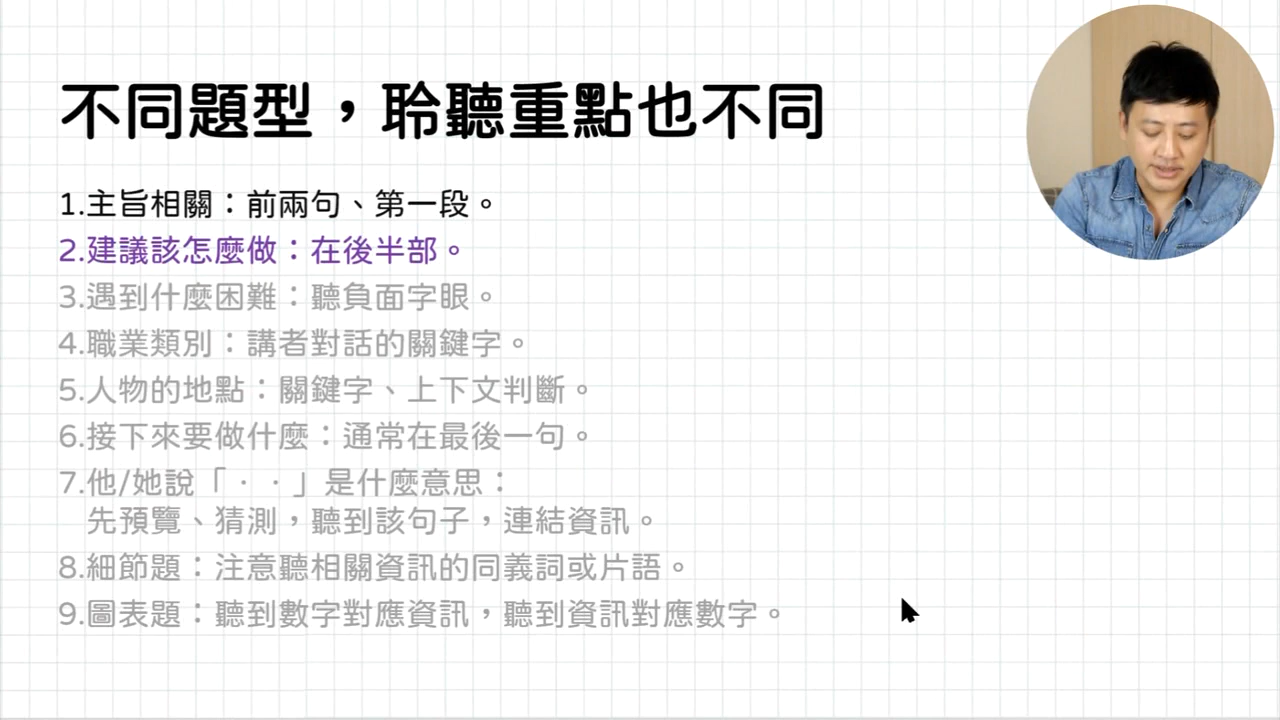 不同題型，聆聽重點也不同
1.主旨相關：前兩句、第一段。
2.建議該怎麼做：在後半部。
3.遇到什麼困難：聽負面字眼。
4.職業類別：講者對話的關鍵字。
5.人物的地點：關鍵字、上下文判斷。
6.接下來要做什麼：通常在最後一句。
7.他/她說「‧‧」是什麼意思：
先預覽、猜測，聽到該句子，連結資訊。
8.細節題：注意聽相關資訊的同義詞或片語。
9.圖表題：聽到數字對應資訊，聽到資訊對應數字。